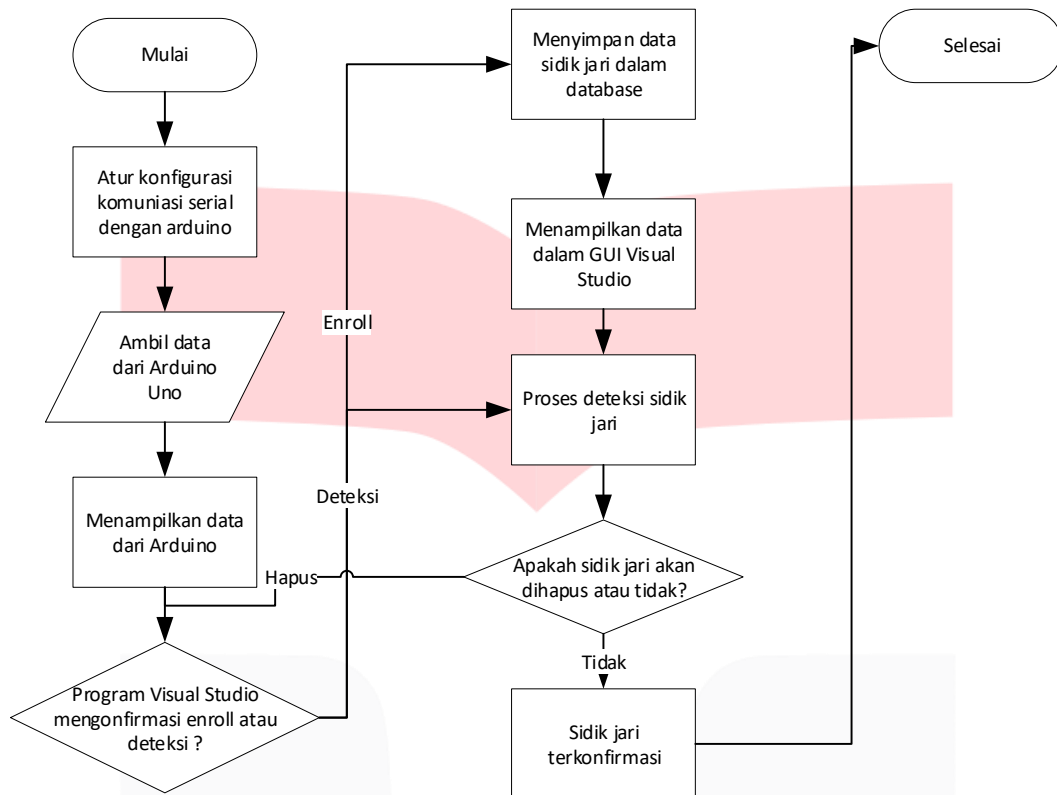 Mulai
Atur konfigurasi
komuniasi serial
dengan arduino
Ambil data
dari Arduino
Uno
Menampilkan data
dari Arduino
Program Visual Studio
mengonfirmasi enroll atau
deteksi ?
Enroll
Deteksi
Hapus
Menyimpan data
sidik jari dalam
database
Menampilkan data
dalam GUI Visual
Studio
Proses deteksi sidik
jari
Apakah sidik jari akan
dihapus atau tidak?
Tidak
Sidik jari
terkonfirmasi
Selesai